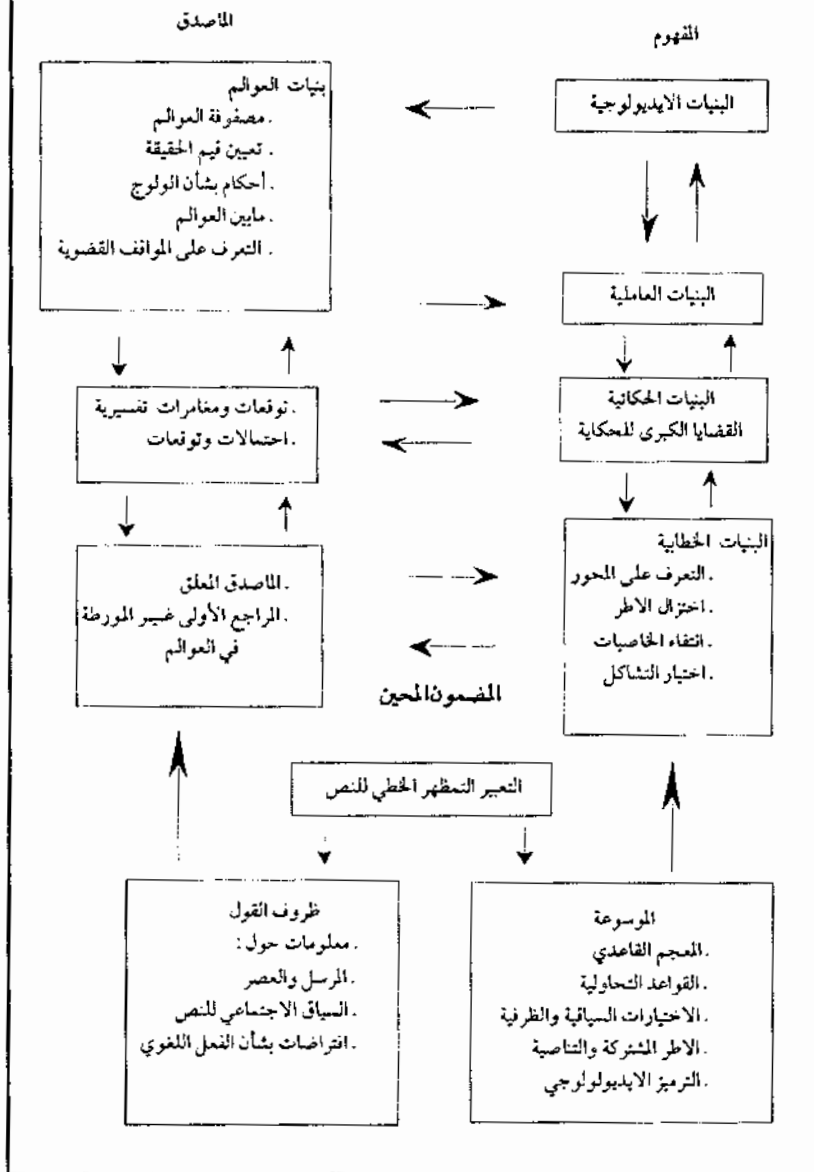 المفهوم
الماصدق
البنيات الايديولوجية
بنيات العوالم
. مصفوفة العوالم
. تعيين قيم الحقيقة
. أحكام بشأن الولوج
. مابين العوالم
. التعرف على المواقف القضوية
البنيات العاملية
البنيات الحكائية
القضايا الكبرى للحكاية
. توقعات ومغامرات تفسيرية
. احتمالات وتوقعات
البنيات الخطابية
. التعرف على المحور
. اختزال الاطر
. انتقاء الخاصيات
. اختيار التشاكل
. الماصدق المعلق
. المراجع الأولى غير المورطة
في العوالم
المضمون المحين
التعبير التمظهر الخطي للنص
الموسوعة
. المعجم القاعدي
. القواعد التحاولية
. الاختيارات السياقية والظرفية
. الاطر المشتركة والتناصية
. الترميز الايديولولوجي
ظروف القول
. معلومات حول :
. المرسل والعصر
. السياق الاجتماعي للنص
. افتراضات بشأن الفعل اللغوي